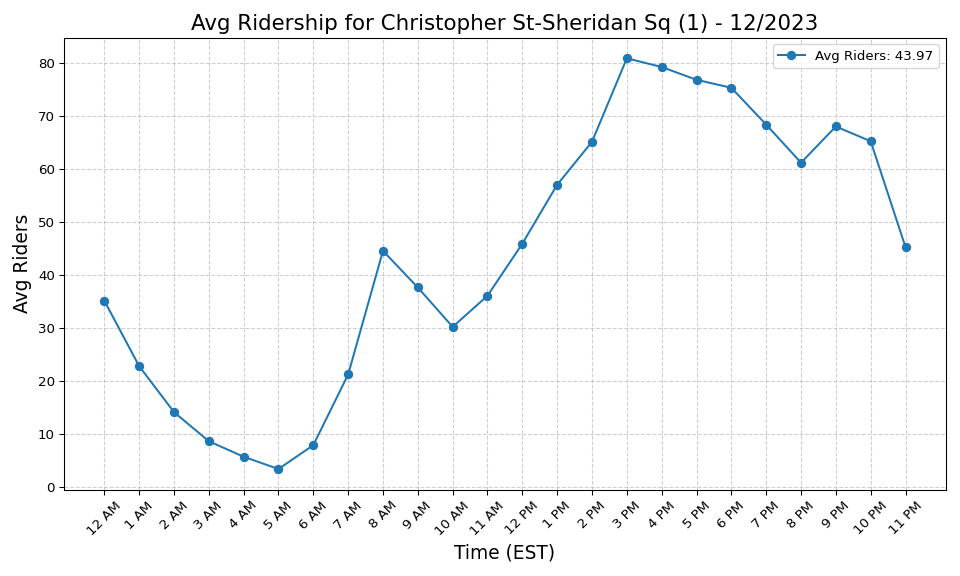 Avg Ridership for Christopher St-Sheridan Sq (1) - 12/2023
Avg Riders: 43.97
Avg Riders
80
70
60
50
40
30
20
10
0
12 AM
1 AM
2 AM
3 AM
4 AM
5 AM
6 AM
7 AM
8 AM
9 AM
10 AM
11 AM
12 PM
1 PM
2 PM
3 PM
4 PM
5 PM
6 PM
7 PM
8 PM
9 PM
10 PM
11 PM
Time (EST)